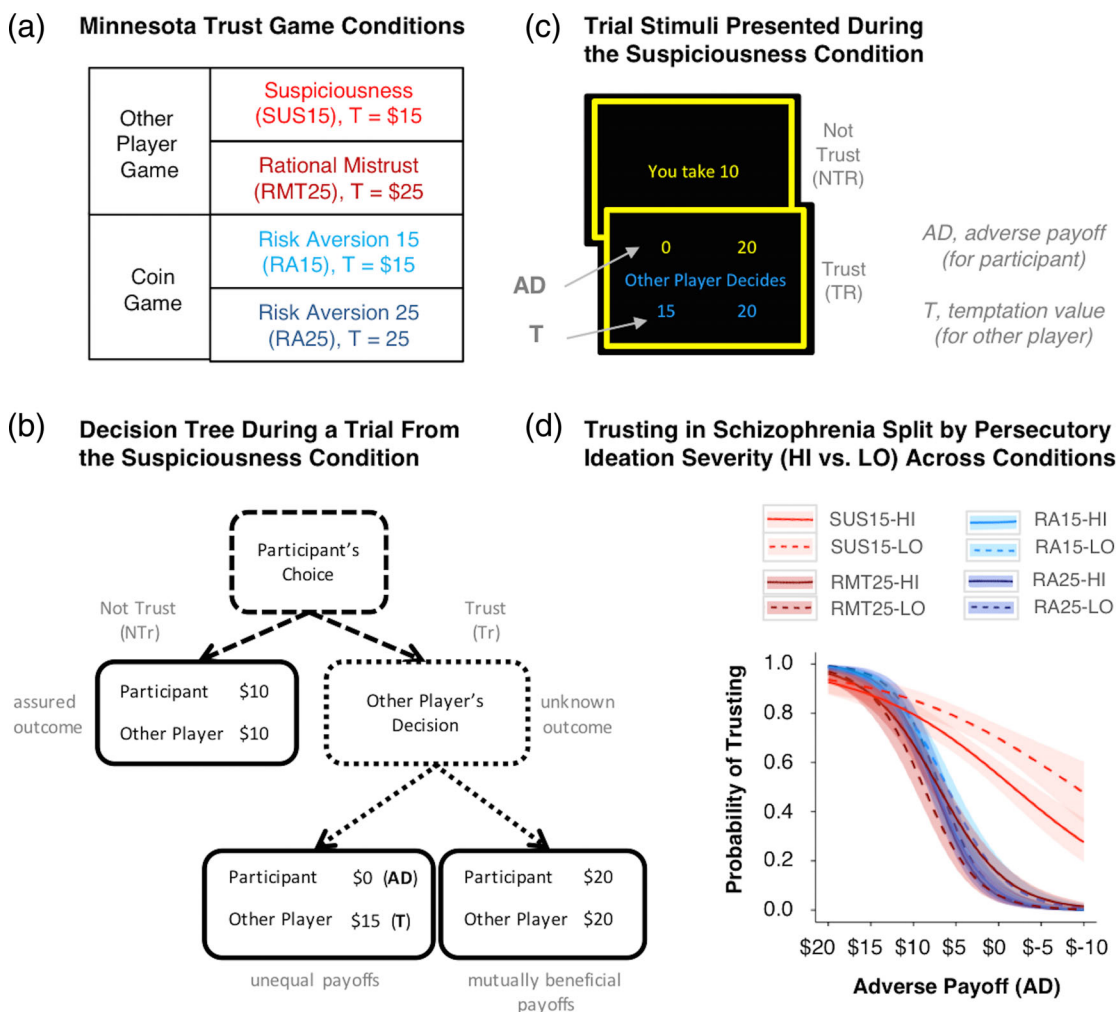 (a) Minnesota Trust Game Conditions
Other
Player
Game
Suspiciousness
(SUS15), T = $15
Rational Mistrust
(RMT25), T = $25
Coin
Game
Risk Aversion 15
(RA15), T = $15
Risk Aversion 25
(RA25), T = 25
(c) Trial Stimuli Presented During
the Suspiciousness Condition
You take 10
Not
Trust
(NTR)
0 20
Other Player Decides
15 20
Trust
(TR)
AD
T
AD, adverse payoff
(for participant)
T, temptation value
(for other player)
(b) Decision Tree During a Trial From
the Suspiciousness Condition
Participant's
Choice
Not Trust
(NTr)
Trust
(Tr)
assured
outcome
Participant $10
Other Player $10
Other Player's
Decision
unknown
outcome
Participant $0 (AD)
Other Player $15 (T)
Participant $20
Other Player $20
unequal payoffs
mutually beneficial
payoffs
(d) Trusting in Schizophrenia Split by Persecutory
Ideation Severity (HI vs. LO) Across Conditions
SUS15-HI
SUS15-LO
RMT25-HI
RMT25-LO
RA15-HI
RA15-LO
RA25-HI
RA25-LO
Probability of Trusting
1.0
0.8
0.6
0.4
0.2
0.0
$20 $15 $10 $5 $0 $-5 $-10
Adverse Payoff (AD)